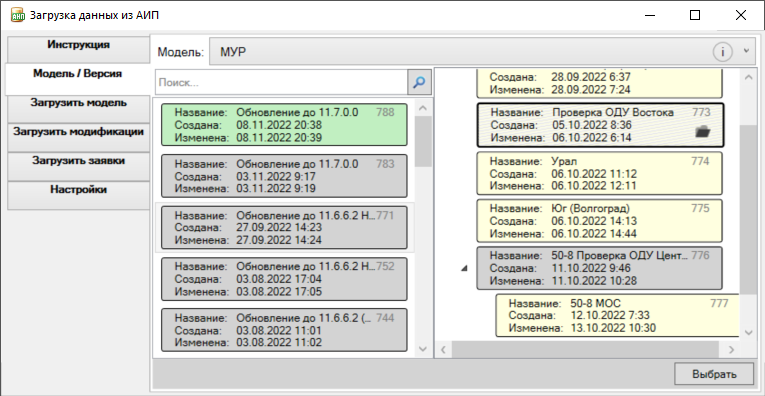 АИП
Загрузка данных из АИП
Инструкция
Модель / Версия
Загрузить модель
Загрузить модификации
Загрузить заявки
Настройки
Модель: МУР
Поиск...
Название: Обновление до 11.7.0.0 788
Создана: 08.11.2022 20:38
Изменена: 08.11.2022 20:39
Название: Обновление до 11.7.0.0 783
Создана: 03.11.2022 9:17
Изменена: 03.11.2022 9:19
Название: Обновление до 11.6.6.2 Н... 771
Создана: 27.09.2022 14:23
Изменена: 27.09.2022 14:24
Название: Обновление до 11.6.6.2 Н... 752
Создана: 03.08.2022 17:04
Изменена: 03.08.2022 17:05
Название: Обновление до 11.6.6.2 (... 744
Создана: 03.08.2022 11:01
Изменена: 03.08.2022 11:02
Создана: 28.09.2022 6:37
Изменена: 28.09.2022 7:24
Название: Проверка ОДУ Востока 773
Создана: 05.10.2022 8:36
Изменена: 06.10.2022 6:14
Название: Урал 774
Создана: 06.10.2022 11:12
Изменена: 06.10.2022 12:11
Название: Юг (Волгоград) 775
Создана: 06.10.2022 14:13
Изменена: 06.10.2022 14:44
Название: 50-8 Проверка ОДУ Цент... 776
Создана: 11.10.2022 9:46
Изменена: 11.10.2022 10:28
Название: 50-8 МОС 777
Создана: 12.10.2022 7:33
Изменена: 13.10.2022 10:30
Выбрать